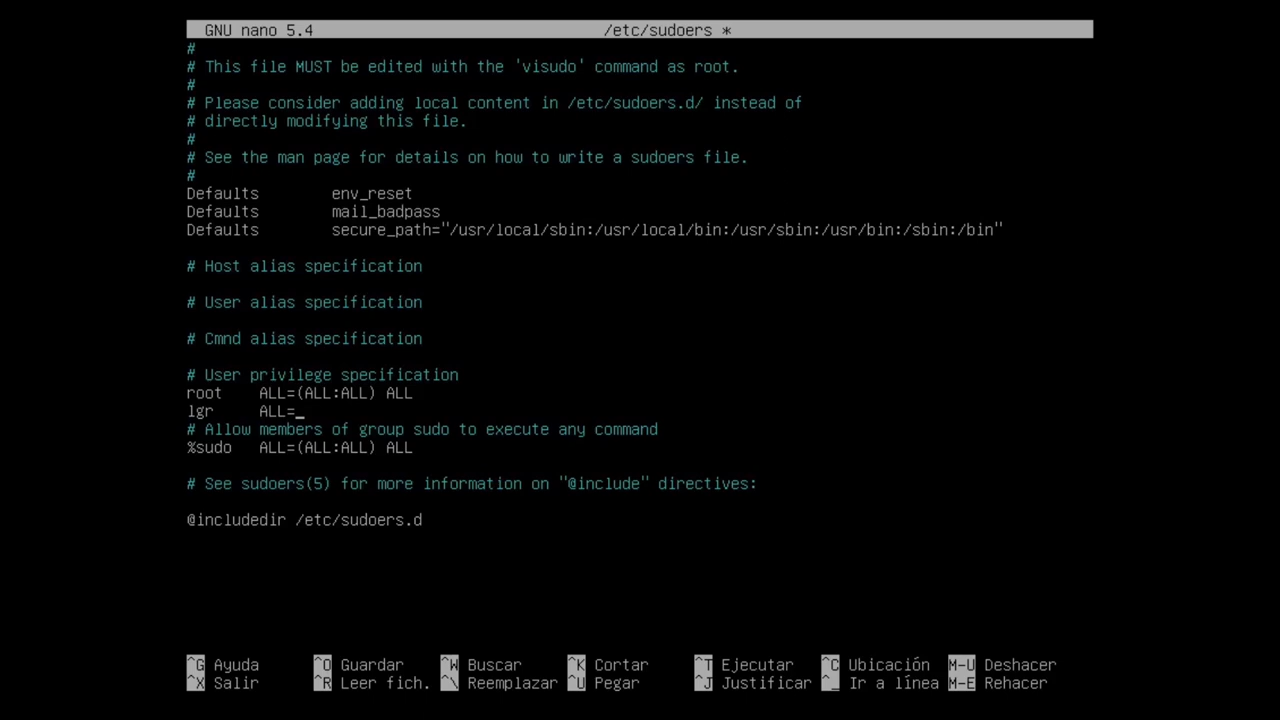 GNU nano 5.4 /etc/sudoers *
#
# This file MUST be edited with the 'visudo' command as root.
#
# Please consider adding local content in /etc/sudoers.d/ instead of
# directly modifying this file.
#
# See the man page for details on how to write a sudoers file.
#
Defaults env_reset
Defaults mail_badpass
Defaults secure_path="/usr/local/sbin:/usr/local/bin:/usr/sbin:/usr/bin:/sbin:/bin"
# Host alias specification
# User alias specification
# Cmnd alias specification
# User privilege specification
root ALL=(ALL:ALL) ALL
lgr ALL=_
# Allow members of group sudo to execute any command
%sudo ALL=(ALL:ALL) ALL
# See sudoers(5) for more information on "@include" directives:
@includedir /etc/sudoers.d
^G Ayuda ^O Guardar ^W Buscar ^K Cortar ^T Ejecutar ^C Ubicación M-U Deshacer
^X Salir ^R Leer fich. ^\ Reemplazar ^U Pegar ^J Justificar ^_ Ir a línea M-E Rehacer